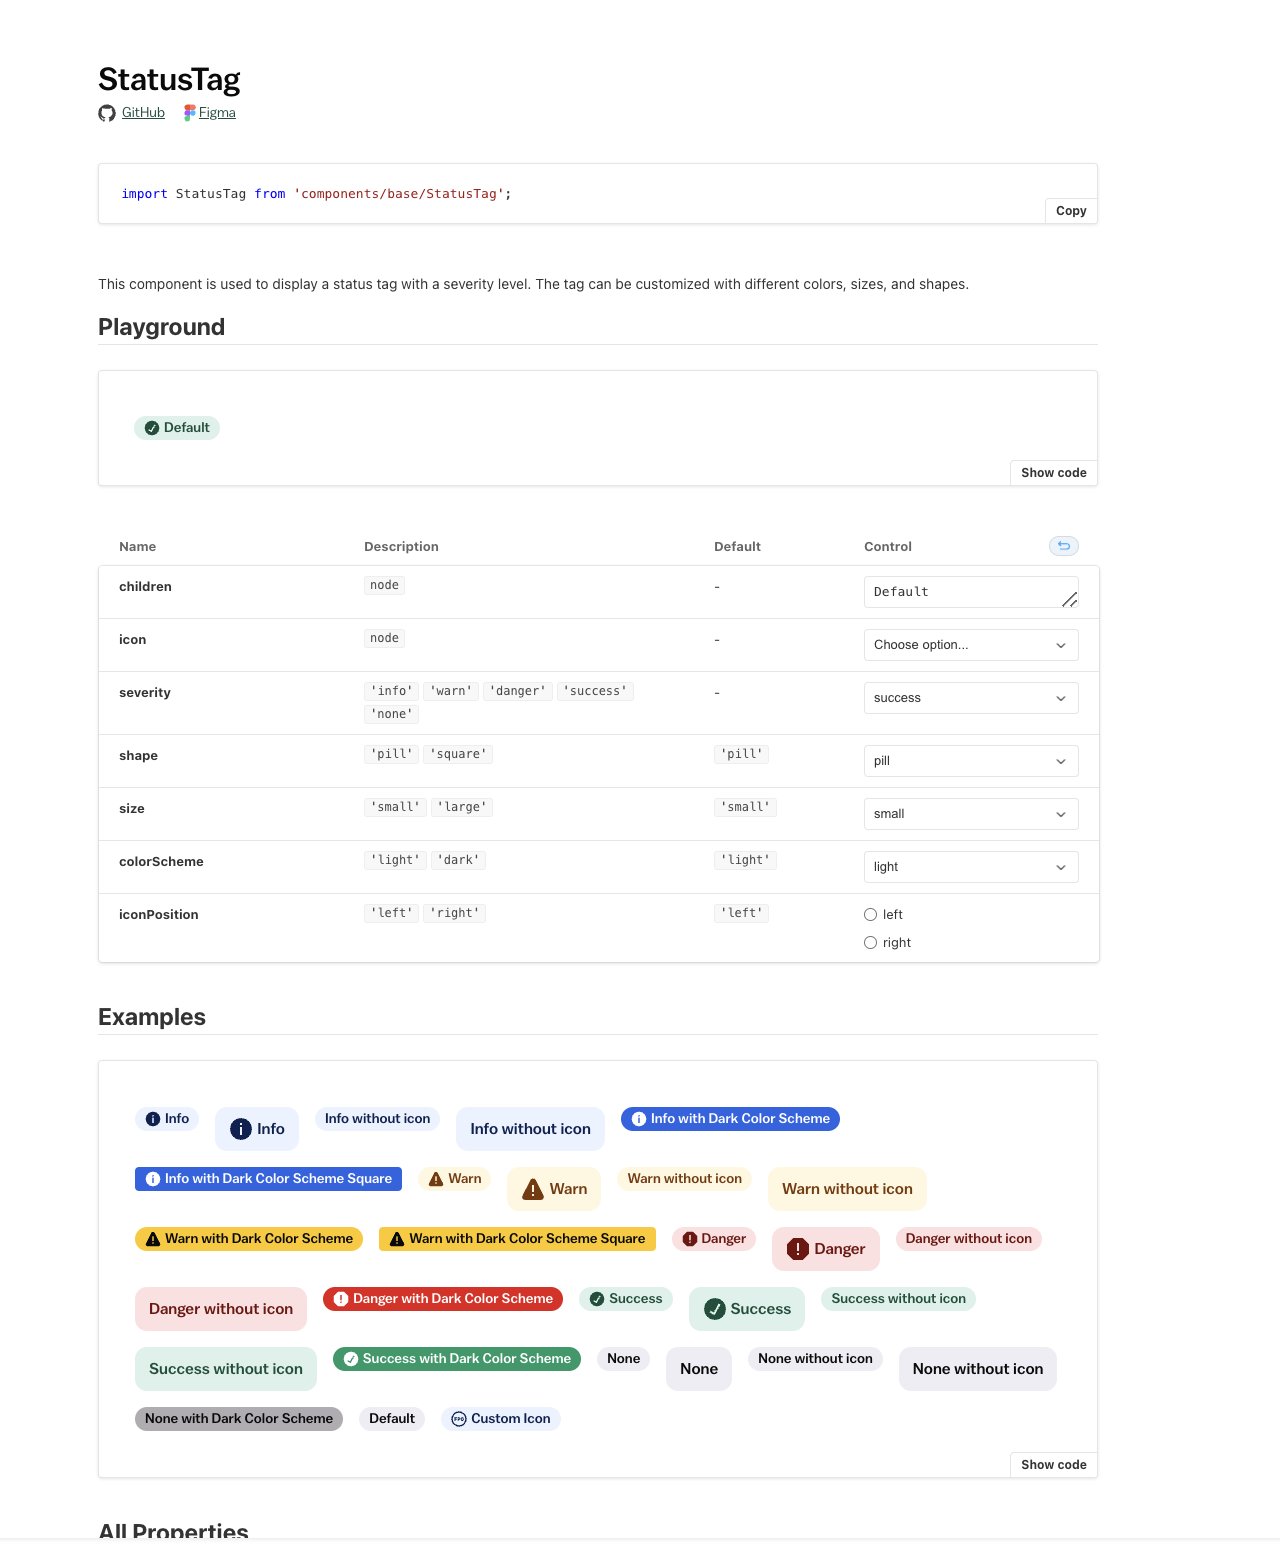 StatusTag
GitHub Figma
import StatusTag from 'components/base/StatusTag';
Copy
This component is used to display a status tag with a severity level. The tag can be customized with different colors, sizes, and shapes.
Playground
Default
Show code
Name Description Default Control
children node - Default
icon node - Choose option...
severity 'info' 'warn' 'danger' 'success' - success
'none'
shape 'pill' 'square' 'pill' pill
size 'small' 'large' 'small' small
colorScheme 'light' 'dark' 'light' light
iconPosition 'left' 'right' 'left' left
right
Examples
Info Info Info without icon Info without icon Info with Dark Color Scheme
Info with Dark Color Scheme Square Warn Warn Warn without icon Warn without icon
Warn with Dark Color Scheme Warn with Dark Color Scheme Square Danger Danger Danger without icon
Danger without icon Danger with Dark Color Scheme Success Success Success without icon
Success without icon Success with Dark Color Scheme None None None without icon None without icon
None with Dark Color Scheme Default Custom Icon
Show code
All Properties